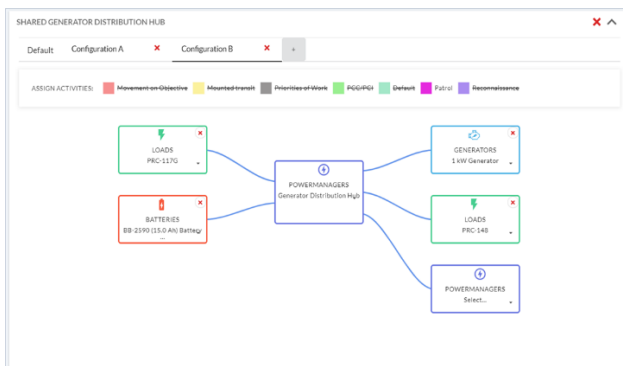 SHARED GENERATOR DISTRIBUTION HUB
Default Configuration A Configuration B +
ASSIGN ACTIVITIES: Movement on Objective Mounted transit Priorities of Work PCC/PCI Default Patrol Reconnaissance
LOADS
PRC-117G
BATTERIES
BB-2590 (15.0 Ah) Battery
...
POWERMANAGERS
Generator Distribution Hub
GENERATORS
1 kW Generator
LOADS
PRC-148
POWERMANAGERS
Select...